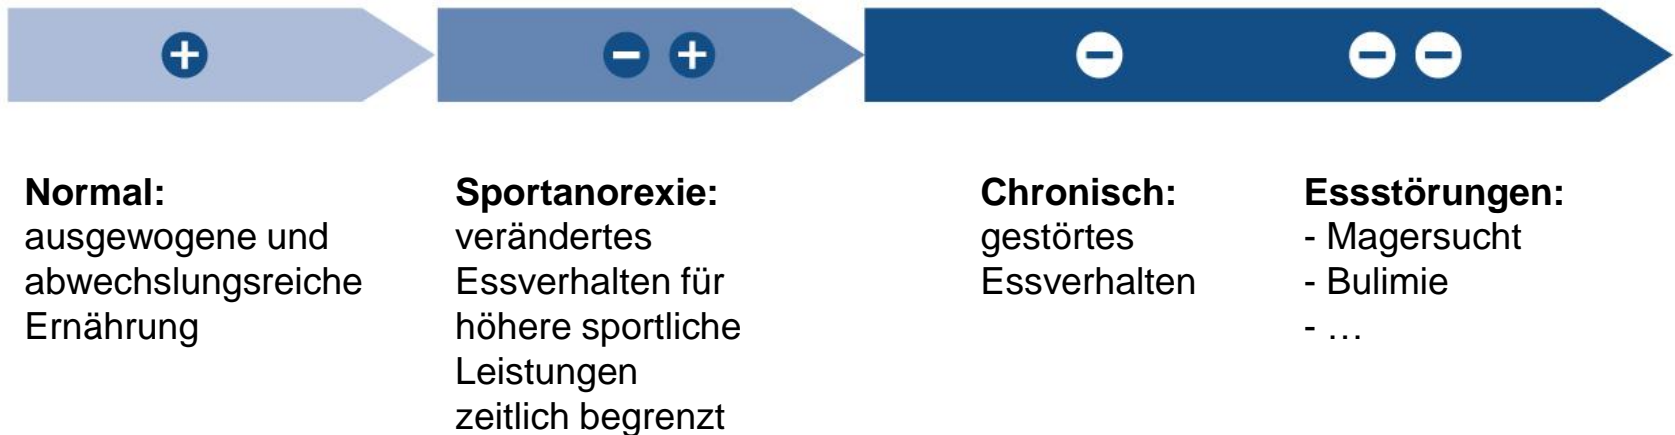 Normal:
ausgewogene und
abwechslungsreiche
Ernährung
Sportanorexie:
verändertes
Essverhalten für
höhere sportliche
Leistungen
zeitlich begrenzt
Chronisch:
gestörtes
Essverhalten
Essstörungen:
- Magersucht
- Bulimie
- …